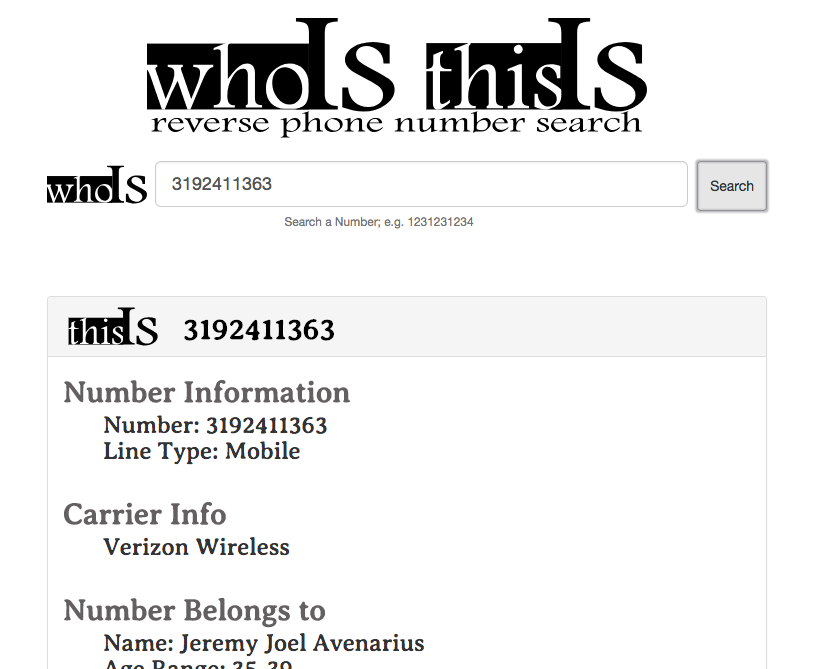 whoIs thisIs
reverse phone number search
whoIs
3192411363
Search
Search a Number; e.g. 1231231234
thisIs
3192411363
Number Information
Number: 3192411363
Line Type: Mobile
Carrier Info
Verizon Wireless
Number Belongs to
Name: Jeremy Joel Avenarius
Age Range: 35-39